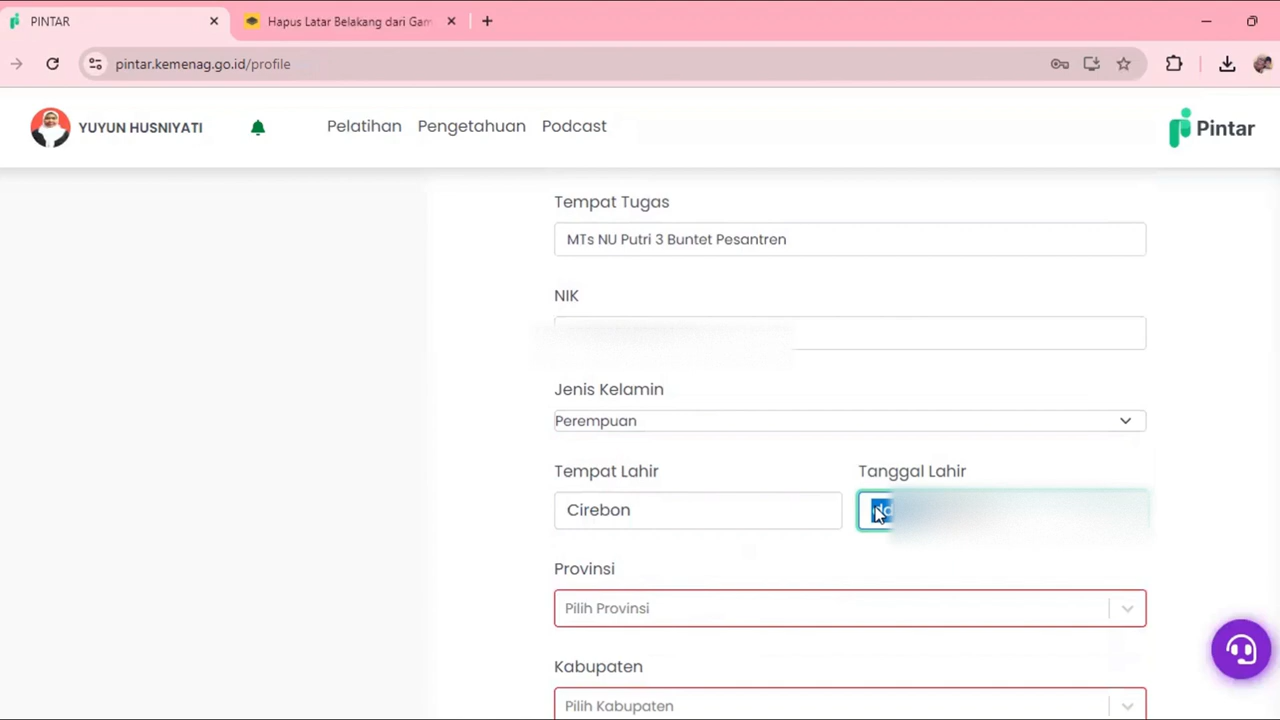 PINTAR
Hapus Latar Belakang dari Gam
pintar.kemenag.go.id/profile
YUYUN HUSNIYATI
Pelatihan Pengetahuan Podcast
Pintar
Tempat Tugas
MTs NU Putri 3 Buntet Pesantren
NIK
Jenis Kelamin
Perempuan
Tempat Lahir Tanggal Lahir
Cirebon
Provinsi
Pilih Provinsi
Kabupaten
Pilih Kabupaten